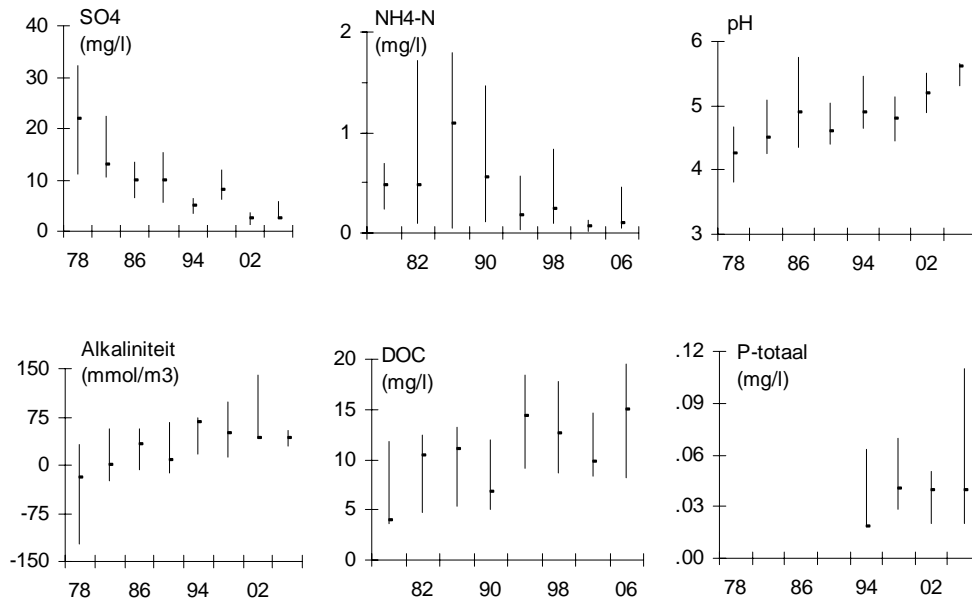 SO4
(mg/l)
40
30
20
10
0
78 86 94 02
NH4-N
(mg/l)
2
1
0
82 90 98 06
pH
6
5
4
3
78 86 94 02
Alkaliniteit
(mmol/m3)
150
75
0
-75
-150
78 86 94 02
DOC
(mg/l)
20
15
10
5
0
82 90 98 06
P-totaal
(mg/l)
.12
.09
.06
.03
.00
78 86 94 02